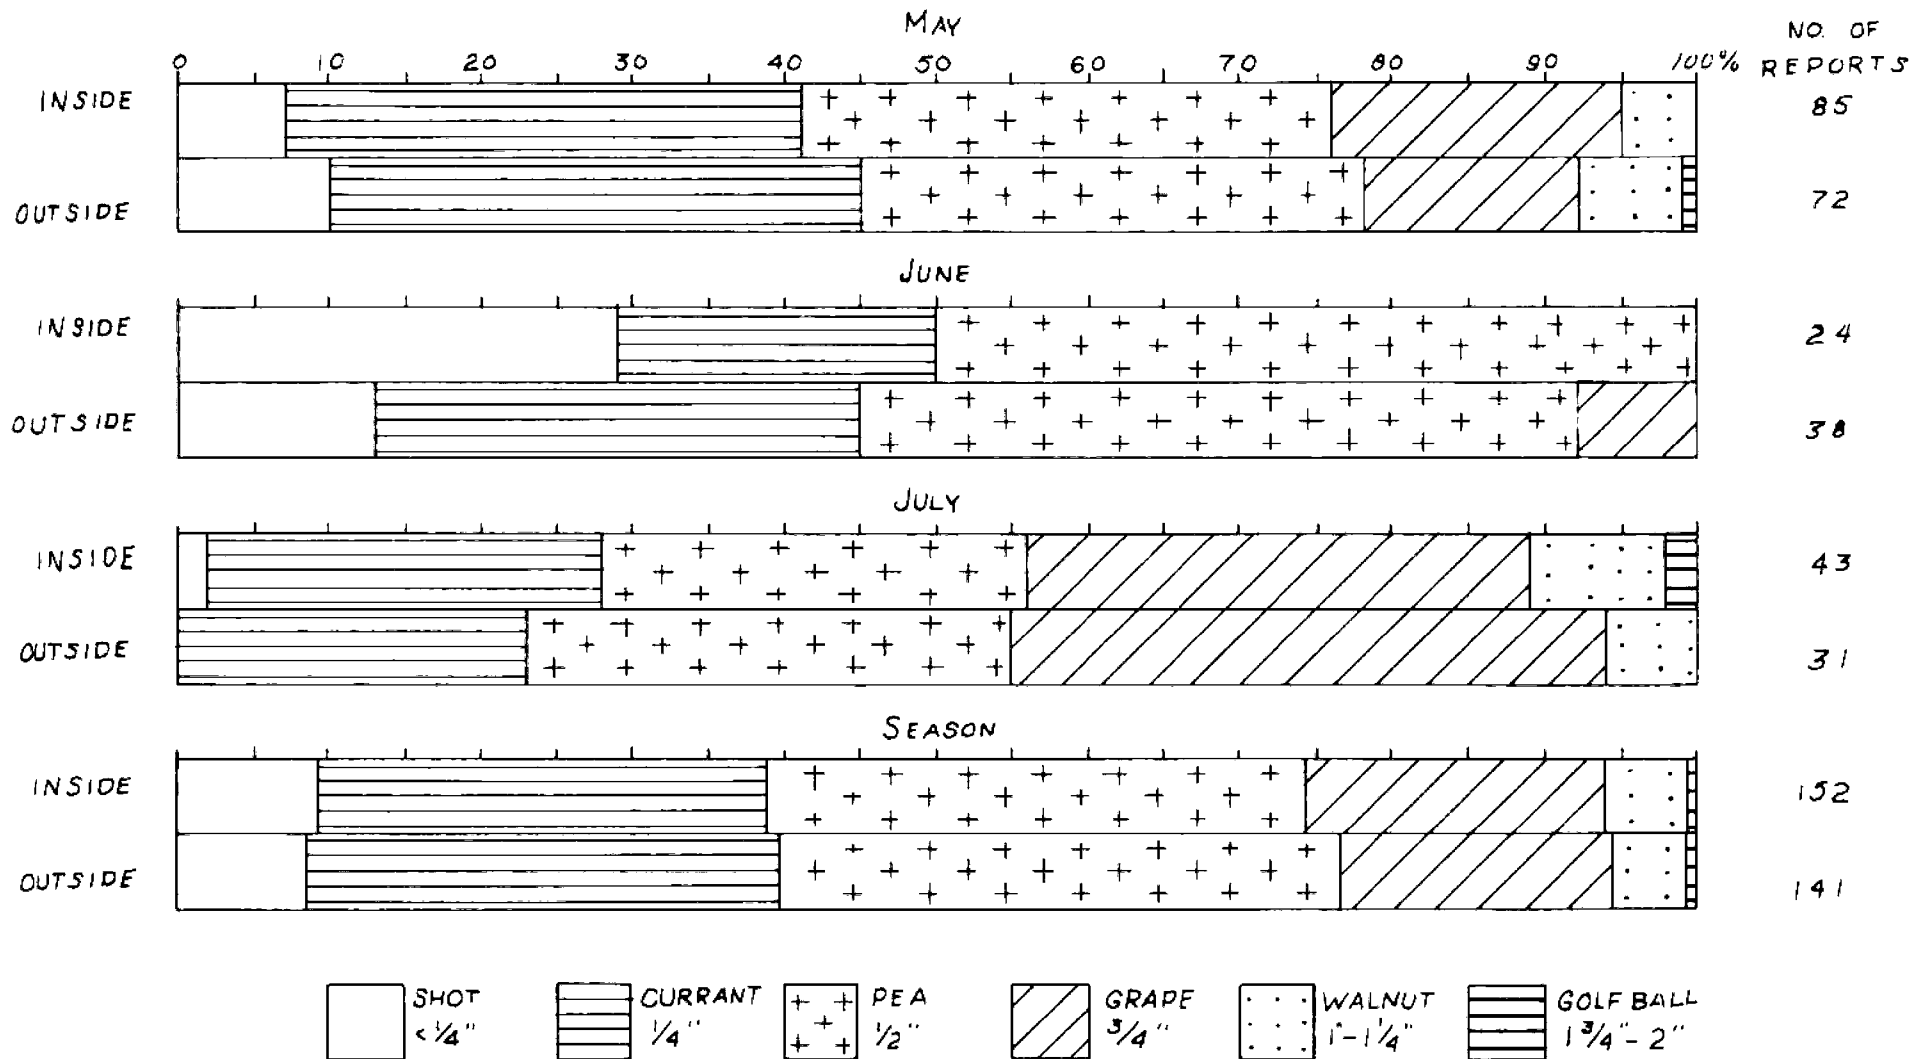 MAY
NO. OF
REPORTS
0 10 20 30 40 50 60 70 80 90 100%
INSIDE 85
OUTSIDE 72
JUNE
INSIDE 24
OUTSIDE 38
JULY
INSIDE 43
OUTSIDE 31
SEASON
INSIDE 152
OUTSIDE 141
SHOT CURRANT PEA GRAPE WALNUT GOLF BALL
<1/4" 1/4" 1/2" 3/4" 1"-1 1/4" 1 3/4"-2"